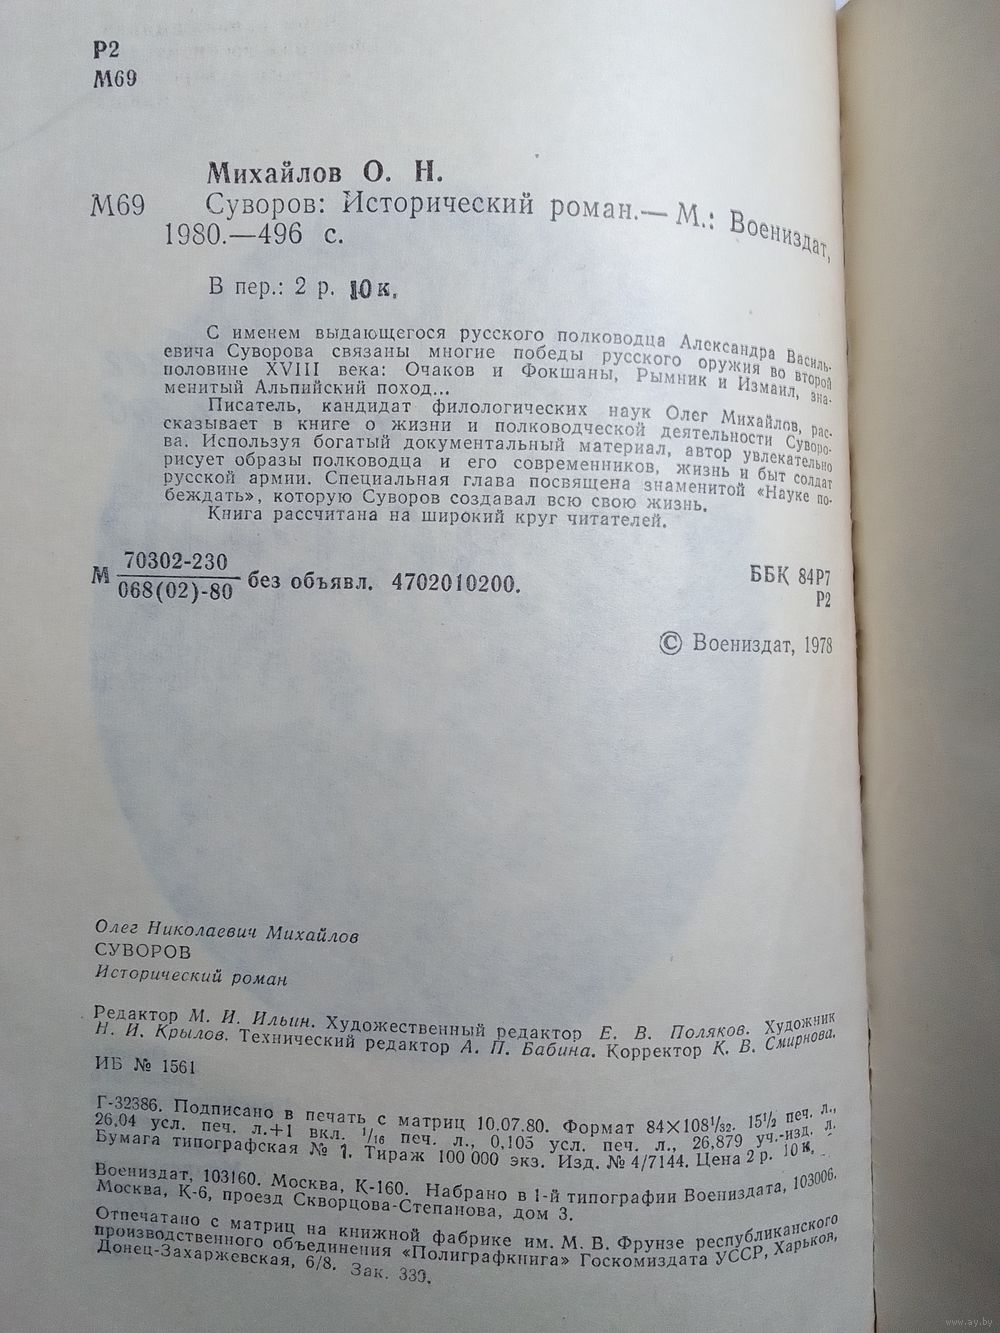 Р2
М69
Михайлов О. Н.
М69 Суворов: Исторический роман.— М.: Воениздат,
1980.—496 с.
В пер.: 2 р. 10 к.
С именем выдающегося русского полководца Александра Василь-
евича Суворова связаны многие победы русского оружия во второй
половине XVIII века: Очаков и Фокшаны, Рымник и Измаил, зна-
менитый Альпийский поход...
Писатель, кандидат филологических наук Олег Михайлов, рас-
сказывает в книге о жизни и полководческой деятельности Суворо-
ва. Используя богатый документальный материал, автор увлекательно
рисует образы полководца и его современников, жизнь и быт солдат
русской армии. Специальная глава посвящена знаменитой «Науке по-
беждать», которую Суворов создавал всю свою жизнь.
Книга рассчитана на широкий круг читателей.
М 70302-230
068(02)-80 без объявл. 4702010200.
ББК 84Р7
Р2
© Воениздат, 1978
Олег Николаевич Михайлов
СУВОРОВ
Исторический роман
Редактор М. И. Ильин. Художественный редактор Е. В. Поляков. Художник
Н. И. Крылов. Технический редактор А. П. Бабина. Корректор К. В. Смирнова.
ИБ № 1561
Г-32386. Подписано в печать с матриц 10.07.80. Формат 84×108 1/32. 15 1/2 печ. л.,
26,04 усл. печ. л.+1 вкл. 1/16 печ. л., 0,105 усл. печ. л., 26,879 уч.-изд. л.
Бумага типографская № 1. Тираж 100 000 экз. Изд. № 4/7144. Цена 2 р. 10 к.
Воениздат, 103160. Москва, К-160. Набрано в 1-й типографии Воениздата, 103006.
Москва, К-6, проезд Скворцова-Степанова, дом 3.
Отпечатано с матриц на книжной фабрике им. М. В. Фрунзе республиканского
производственного объединения «Полиграфкнига» Госкомиздата УССР, Харьков,
Донец-Захаржевская, 6/8. Зак. 339.
www.ay.by